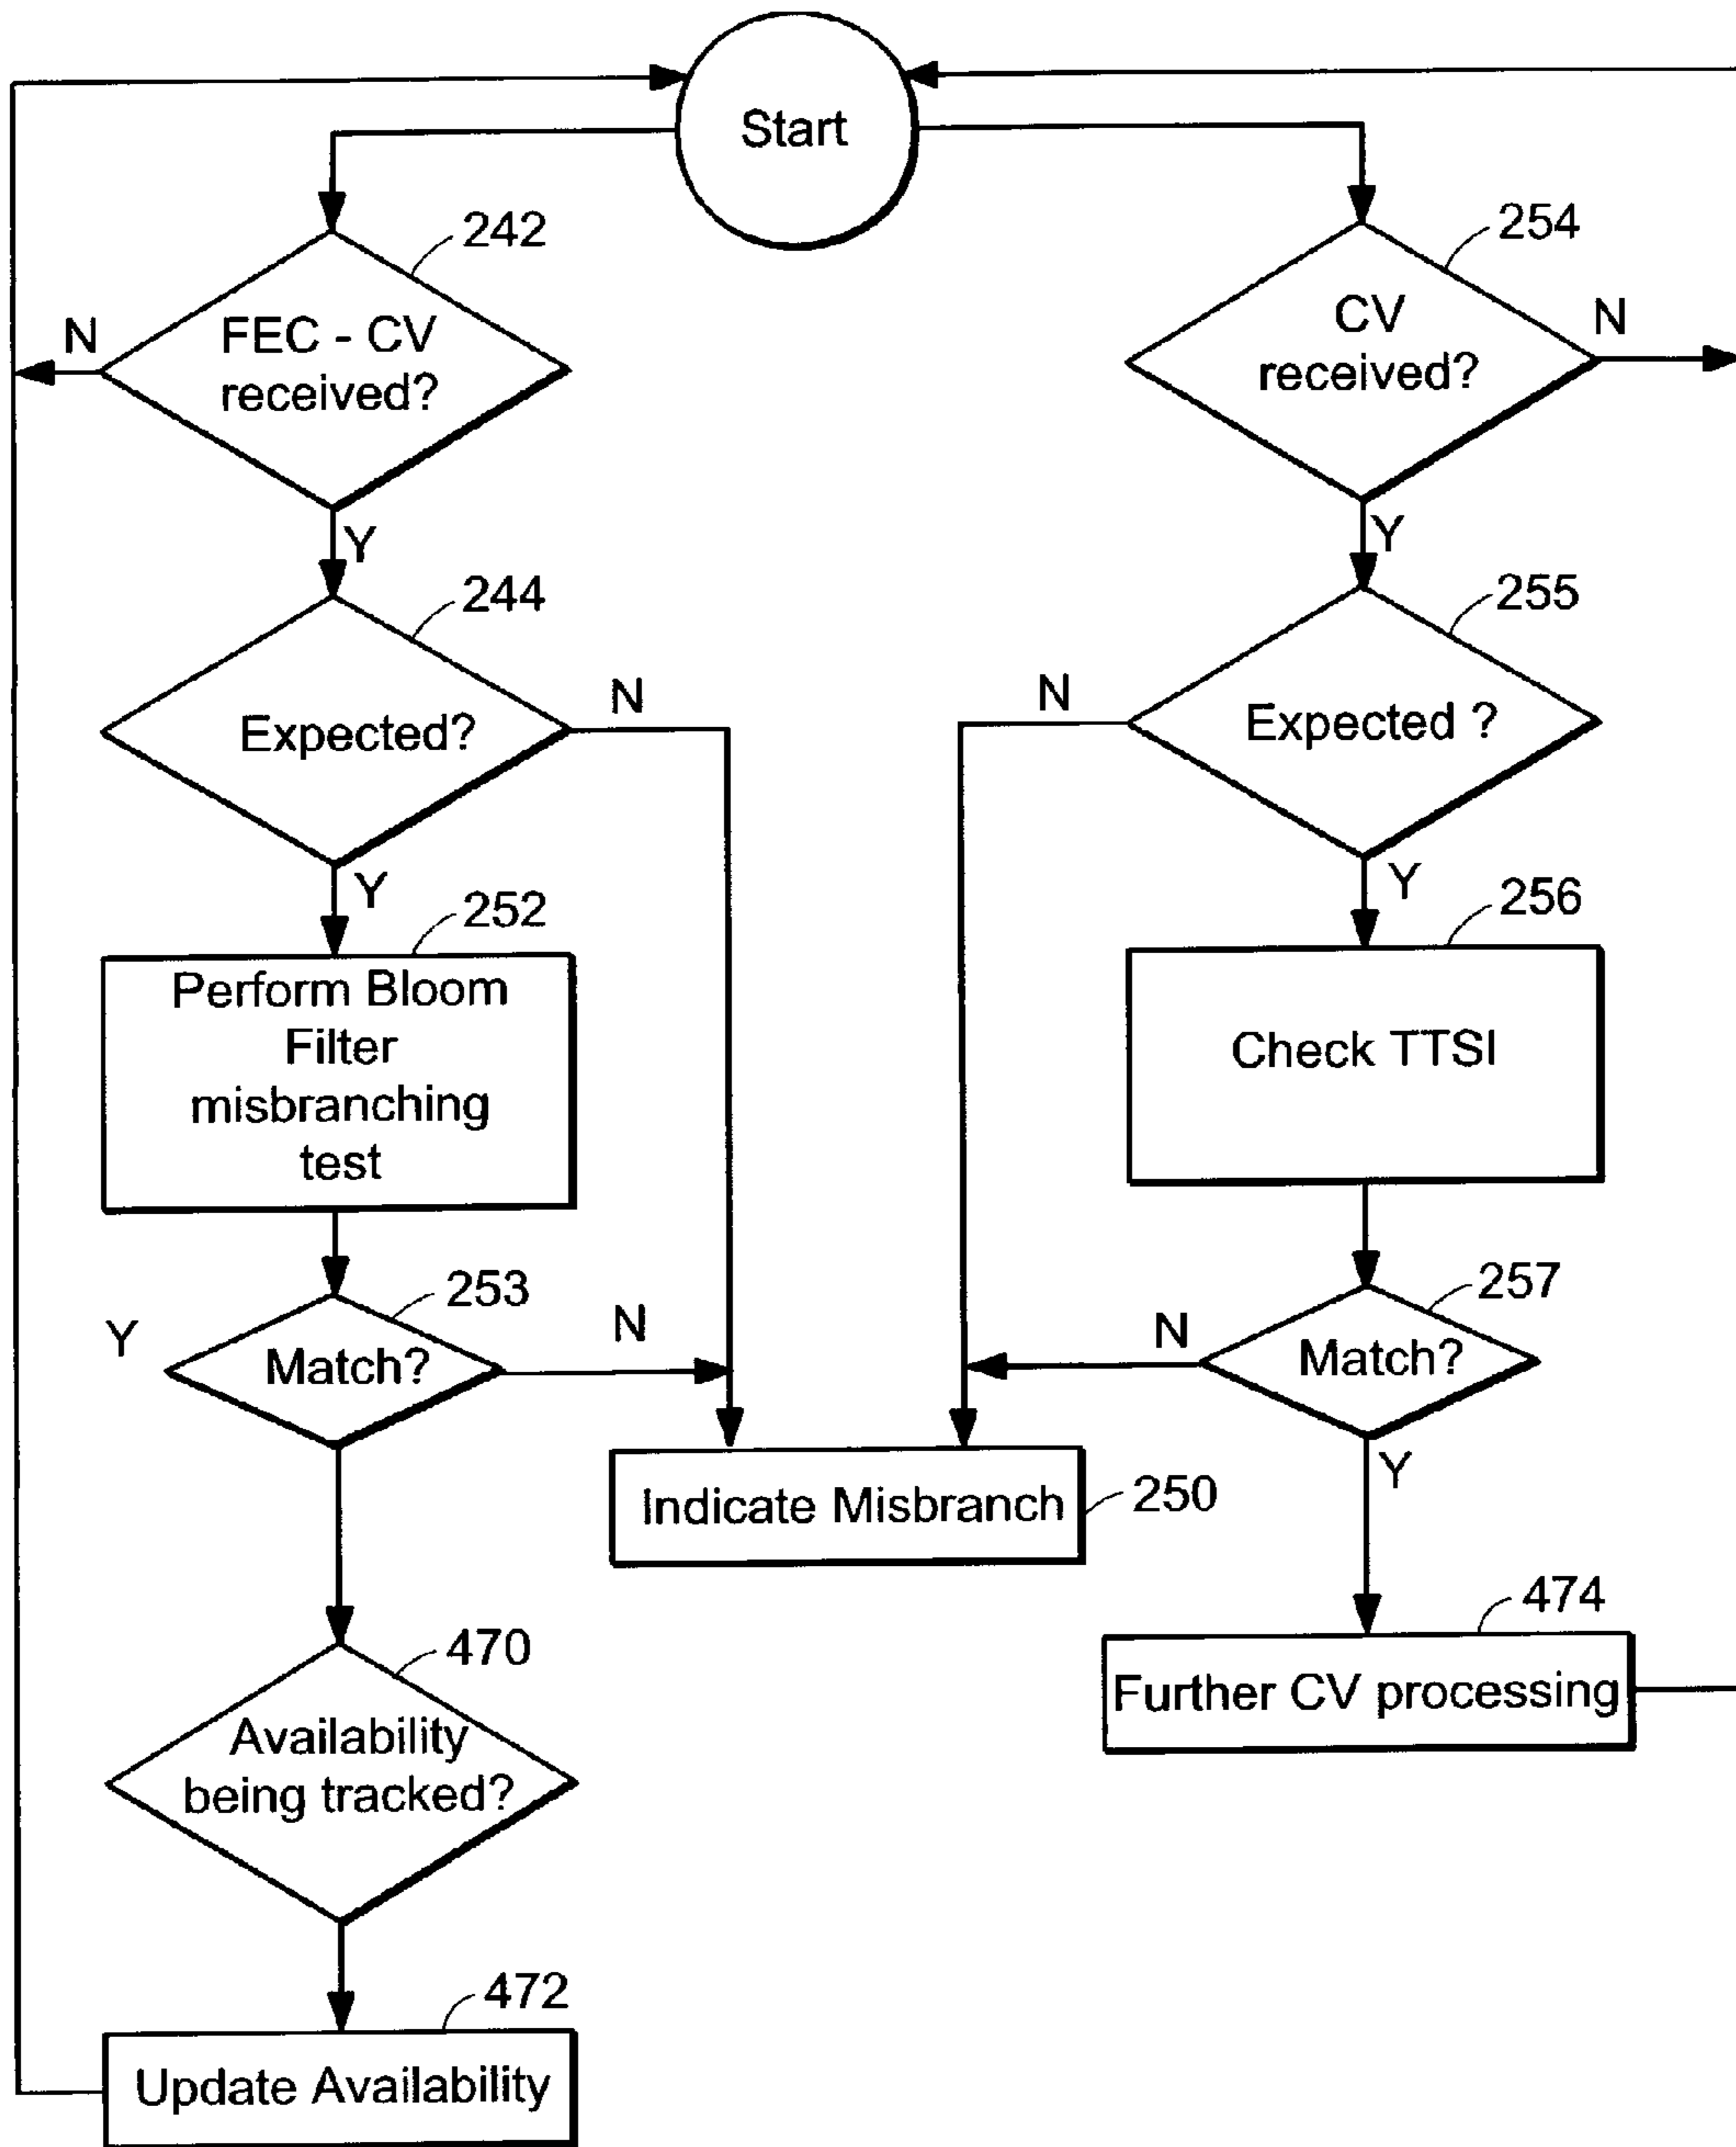 Start
242
FEC - CV
received?
N
Y
244
Expected?
N
Y
252
Perform Bloom
Filter
misbranching
test
253
Y
Match?
N
470
Availability
being tracked?
472
Update Availability
254
CV
received?
N
Y
255
N
Expected ?
Y
256
Check TTSI
257
N
Match?
Y
Indicate Misbranch
250
474
Further CV processing